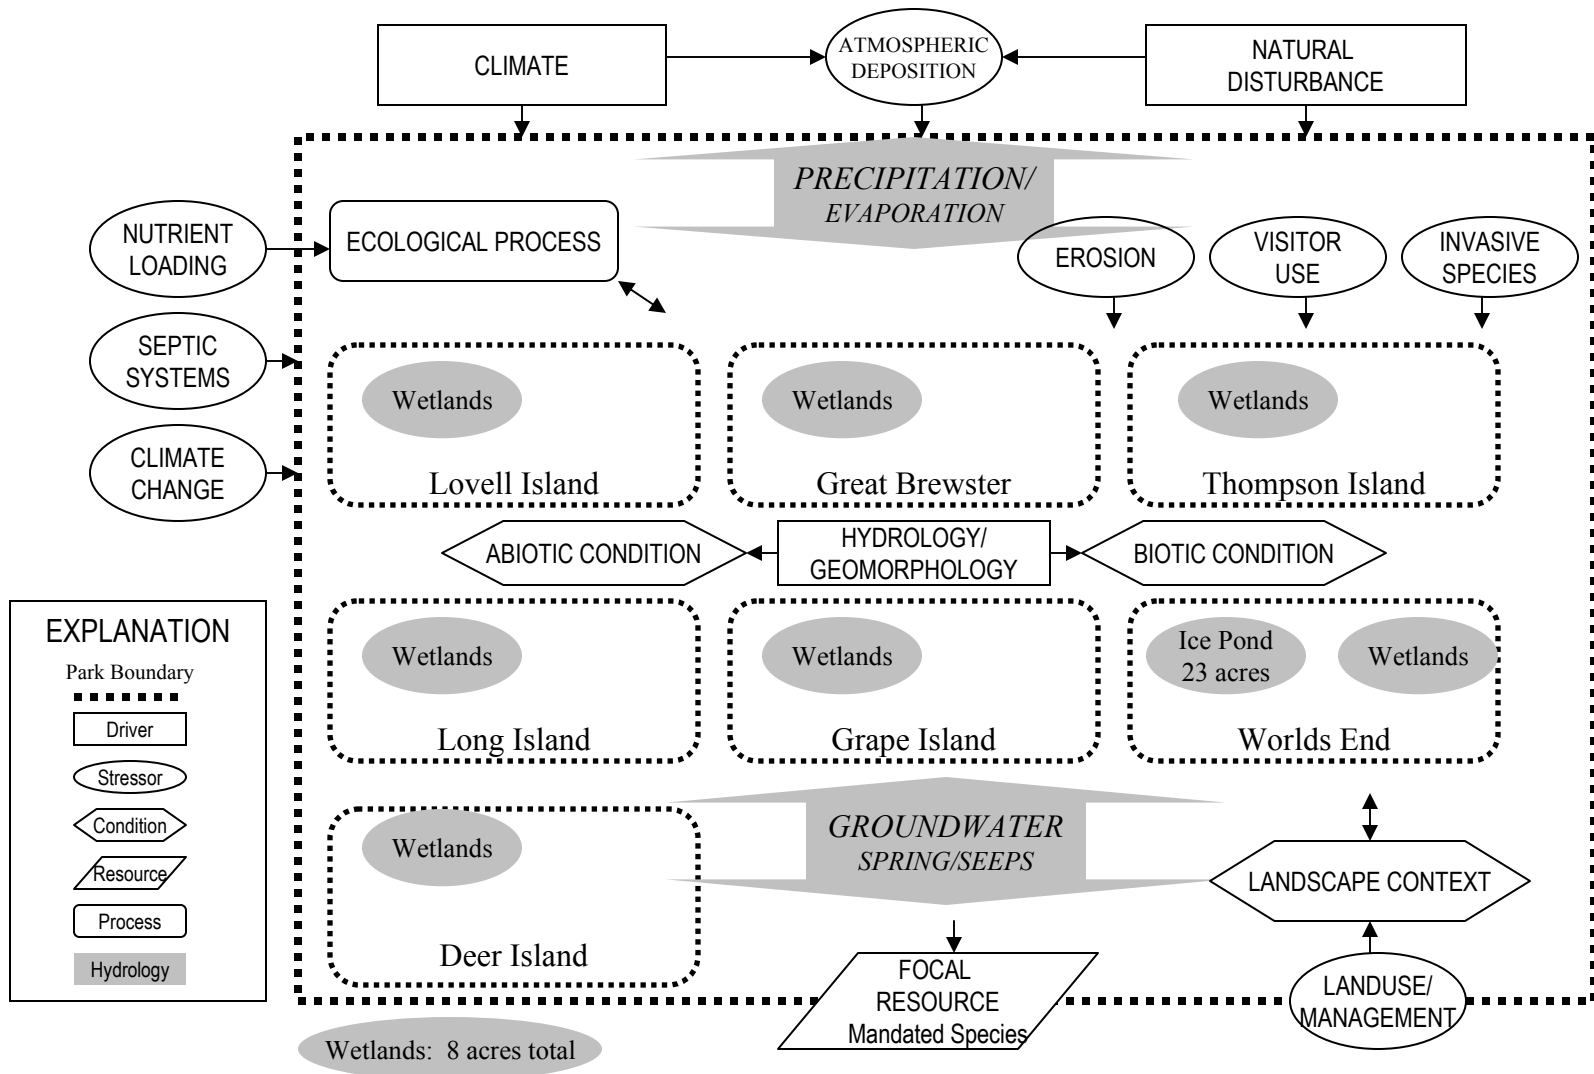 CLIMATE
ATMOSPHERIC
DEPOSITION
NATURAL
DISTURBANCE
PRECIPITATION/
EVAPORATION
NUTRIENT
LOADING
ECOLOGICAL PROCESS
EROSION
VISITOR
USE
INVASIVE
SPECIES
SEPTIC
SYSTEMS
CLIMATE
CHANGE
Wetlands
Lovell Island
Wetlands
Great Brewster
Wetlands
Thompson Island
ABIOTIC CONDITION
HYDROLOGY/
GEOMORPHOLOGY
BIOTIC CONDITION
Wetlands
Long Island
Wetlands
Grape Island
Ice Pond
23 acres
Wetlands
Worlds End
EXPLANATION
Park Boundary
Driver
Stressor
Condition
Resource
Process
Hydrology
Wetlands
Deer Island
GROUNDWATER
SPRING/SEEPS
LANDSCAPE CONTEXT
FOCAL
RESOURCE
Mandated Species
LANDUSE/
MANAGEMENT
Wetlands: 8 acres total